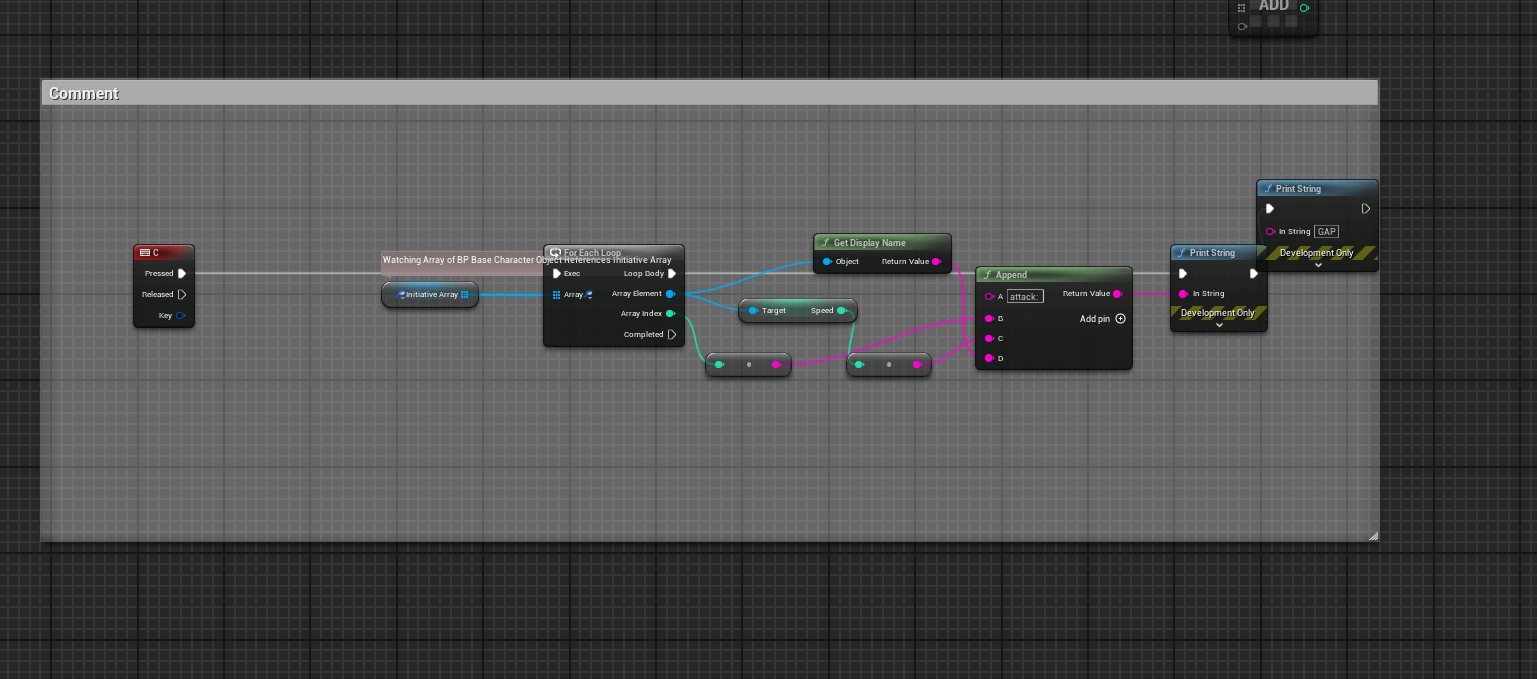 ADD
Comment
Print String
In String GAP
Development Only
C
Pressed
Released
Key
Watching Array of BP Base Character Object References Initiative Array
Initiative Array
For Each Loop
Exec
Loop Body
Array
Array Element
Array Index
Completed
Get Display Name
Object
Return Value
Target
Speed
Append
A attack:
Return Value
B
Add pin
C
D
Print String
In String
Development Only